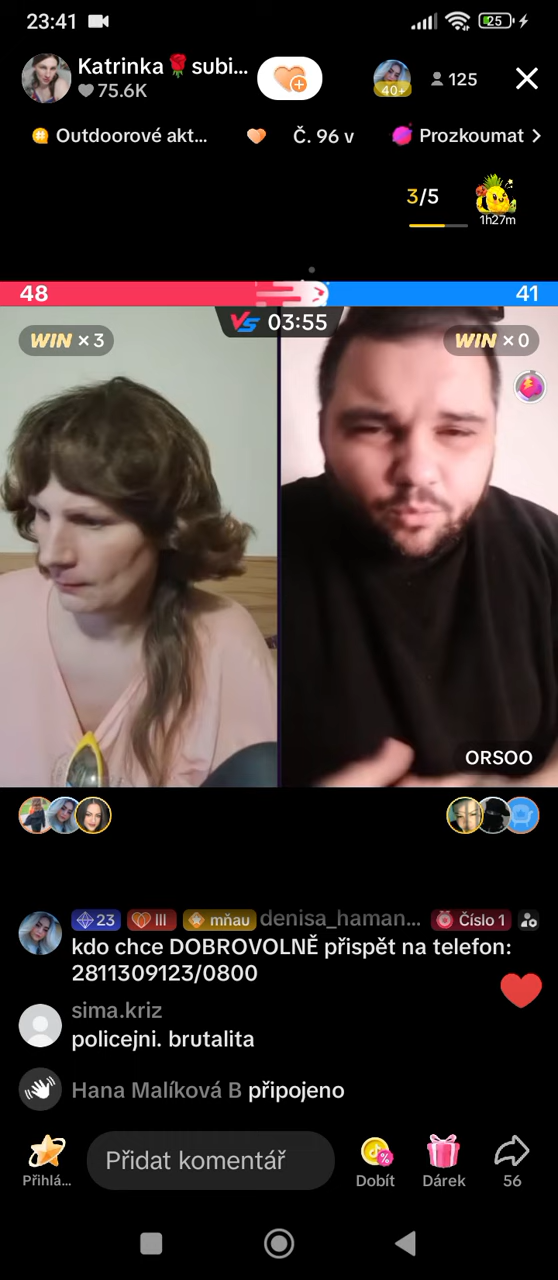 23:41
25
Katrinka🌹subi...
75.6K
40+
125
Outdoorové akt...
Č. 96 v
Prozkoumat
3/5
1h27m
48
41
VS 03:55
WIN × 3
WIN × 0
ORSOO
23 III mňau denisa_haman... Číslo 1
kdo chce DOBROVOLNĚ přispět na telefon:
2811309123/0800
sima.kriz
policejni. brutalita
Hana Malíková B připojeno
Přidat komentář
Přihlá...
Dobít
Dárek
56